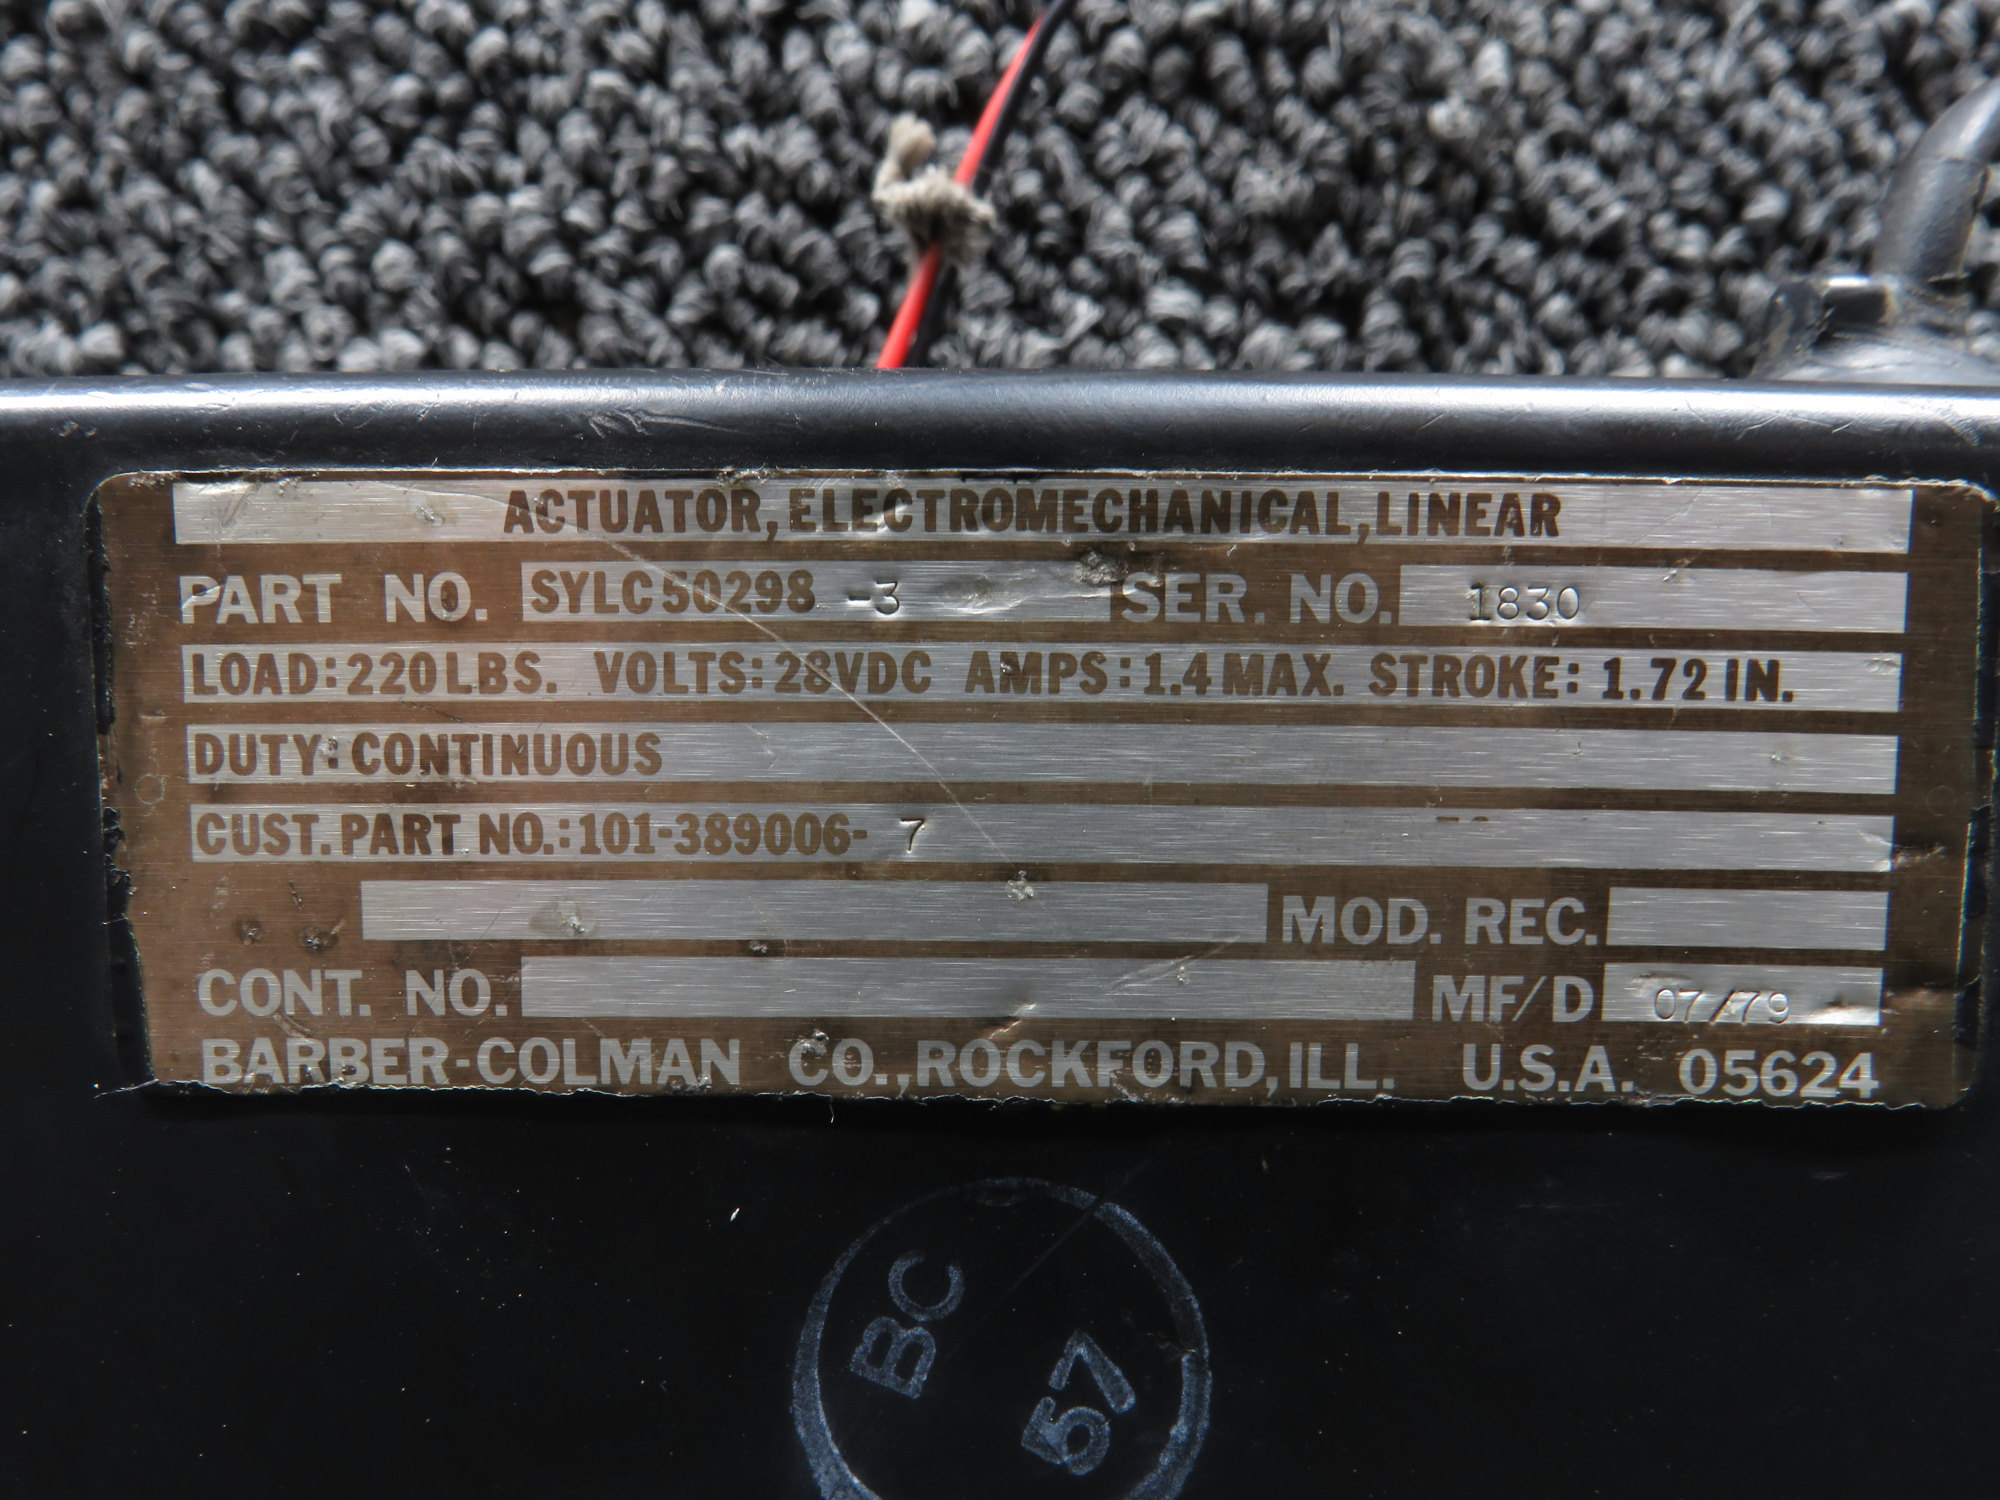 ACTUATOR, ELECTROMECHANICAL, LINEAR
PART NO. SYLC50298 -3 SER. NO. 1830
LOAD: 220 LBS. VOLTS: 28VDC AMPS: 1.4 MAX. STROKE: 1.72 IN.
DUTY: CONTINUOUS
CUST. PART NO.: 101-389006- 7
MOD. REC.
CONT. NO. MF/D 07/79
BARBER-COLMAN CO., ROCKFORD, ILL. U.S.A. 05624
BC
57